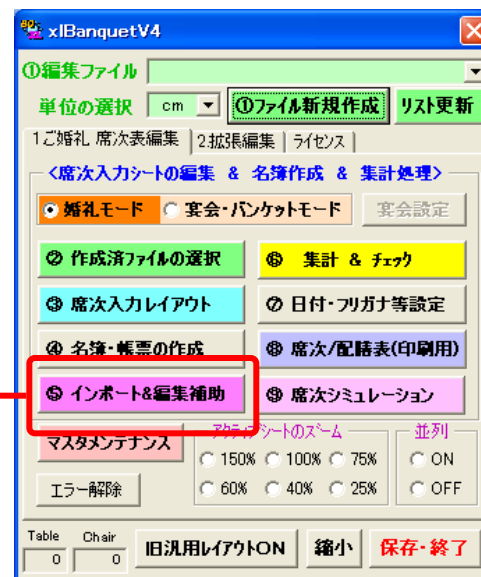 xlBanquetV4
①編集ファイル
単位の選択 cm ①ファイル新規作成 リスト更新
1ご婚礼 席次表編集 2拡張編集 ライセンス
<席次入力シートの編集 & 名簿作成 & 集計処理>
婚礼モード 宴会・バンケットモード 宴会設定
② 作成済ファイルの選択 ⑥ 集計 & チェック
③ 席次入力レイアウト ⑦ 日付・フリガナ等設定
④ 名簿・帳票の作成 ⑧ 席次/配膳表(印刷用)
⑤ インポート&編集補助 ⑨ 席次シミュレーション
マスタメンテナンス アクティブシートのズーム 並列
150% 100% 75% ON
エラー解除 60% 40% 25% OFF
Table Chair
0 0 旧汎用レイアウトON 縮小 保存・終了